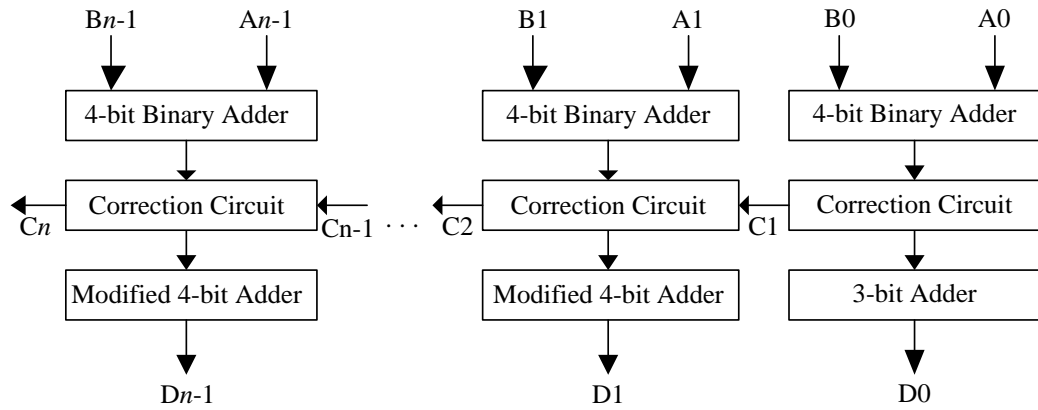 Bn-1 An-1 B1 A1 B0 A0
4-bit Binary Adder 4-bit Binary Adder 4-bit Binary Adder
Correction Circuit Correction Circuit Correction Circuit
Cn Cn-1 · · · C2 C1
Modified 4-bit Adder Modified 4-bit Adder 3-bit Adder
Dn-1 D1 D0